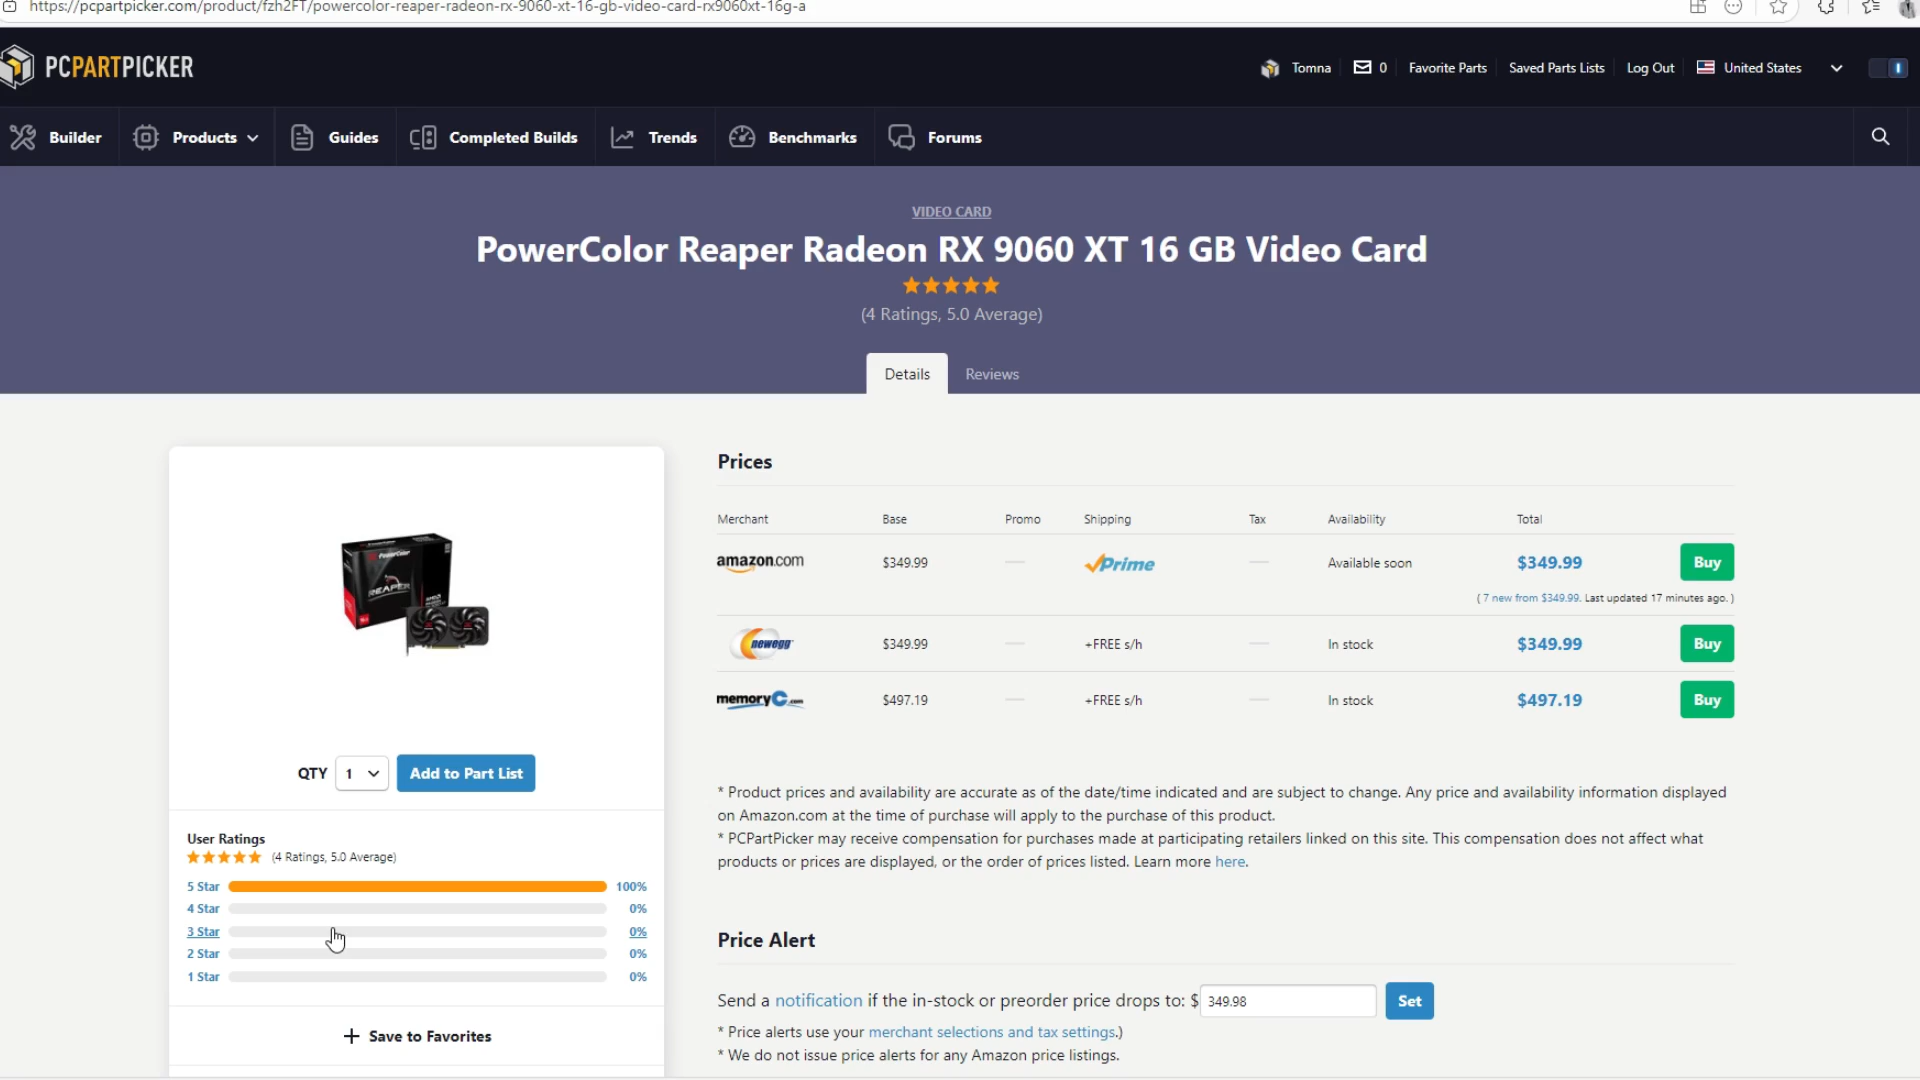 https://pcpartpicker.com/product/fzh2FT/powercolor-reaper-radeon-rx-9060-xt-16-gb-video-card-rx9060xt-16g-a
PCPARTPICKER
Tomna
0
Favorite Parts
Saved Parts Lists
Log Out
United States
Builder
Products
Guides
Completed Builds
Trends
Benchmarks
Forums
VIDEO CARD
PowerColor Reaper Radeon RX 9060 XT 16 GB Video Card
(4 Ratings, 5.0 Average)
Details
Reviews
PowerColor
REAPER
QTY 1 Add to Part List
User Ratings
(4 Ratings, 5.0 Average)
5 Star 100%
4 Star 0%
3 Star 0%
2 Star 0%
1 Star 0%
Save to Favorites
Prices
Merchant Base Promo Shipping Tax Availability Total
amazon.com $349.99 — Prime — Available soon $349.99 Buy
( 7 new from $349.99. Last updated 17 minutes ago. )
newegg $349.99 — +FREE s/h — In stock $349.99 Buy
memoryC.com $497.19 — +FREE s/h — In stock $497.19 Buy
* Product prices and availability are accurate as of the date/time indicated and are subject to change. Any price and availability information displayed
on Amazon.com at the time of purchase will apply to the purchase of this product.
* PCPartPicker may receive compensation for purchases made at participating retailers linked on this site. This compensation does not affect what
products or prices are displayed, or the order of prices listed. Learn more here.
Price Alert
Send a notification if the in-stock or preorder price drops to: $ 349.98 Set
* Price alerts use your merchant selections and tax settings.)
* We do not issue price alerts for any Amazon price listings.